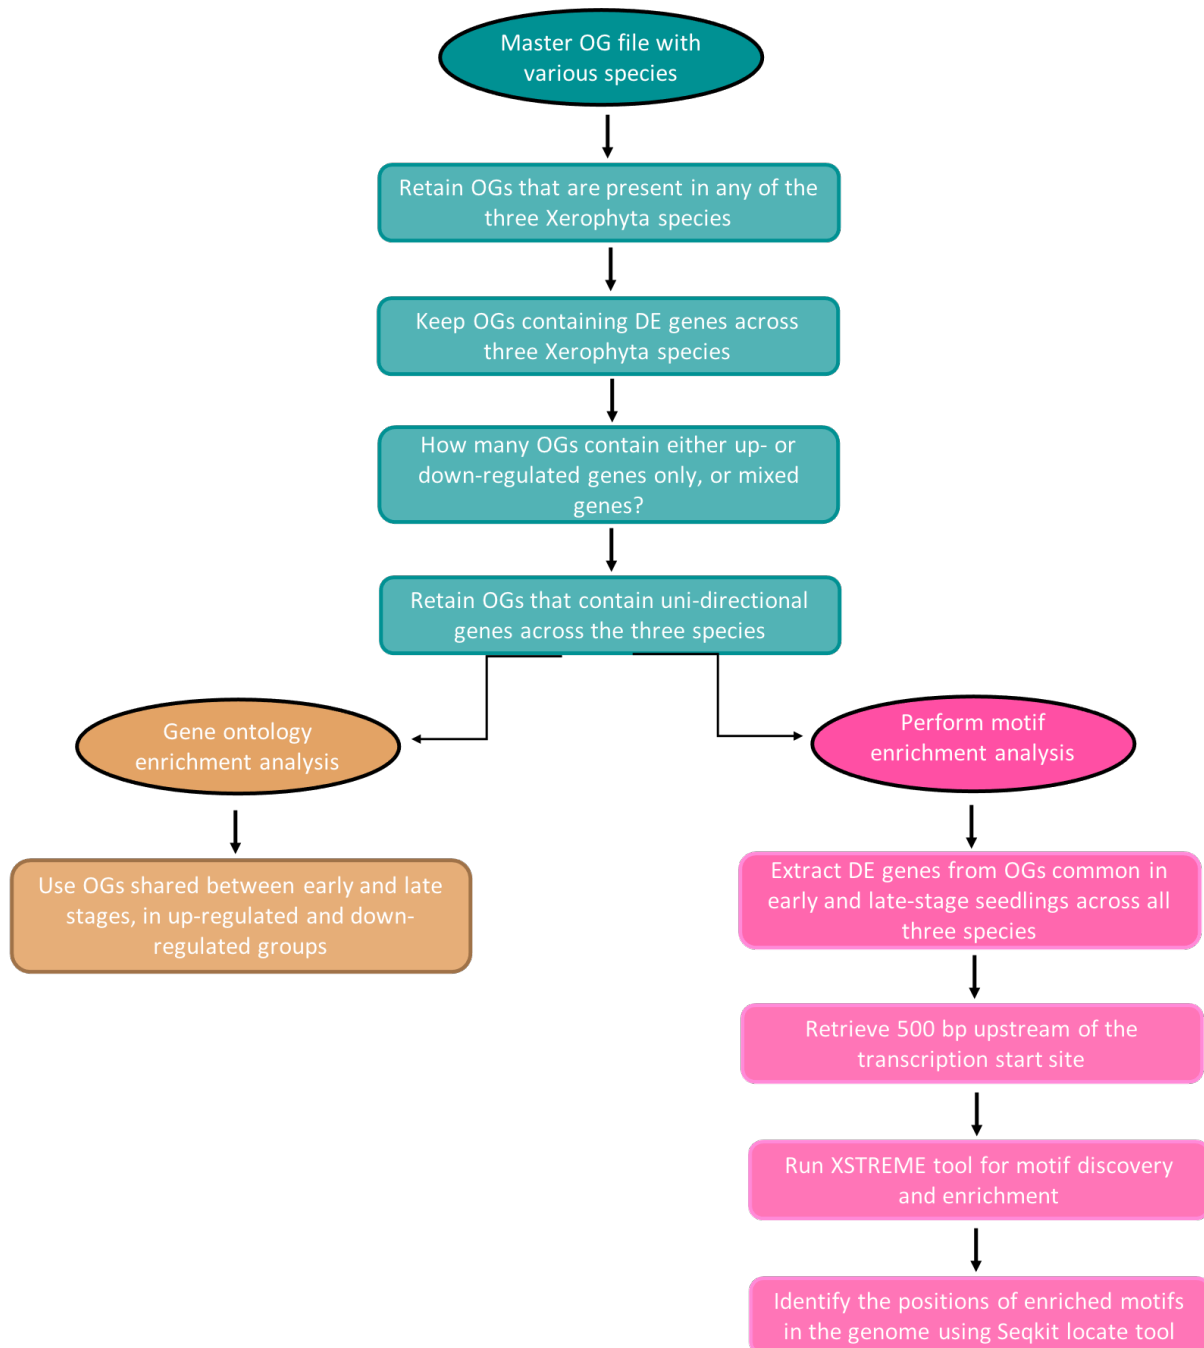 Master OG file with
various species
Retain OGs that are present in any of the
three Xerophyta species
Keep OGs containing DE genes across
three Xerophyta species
How many OGs contain either up- or
down-regulated genes only, or mixed
genes?
Retain OGs that contain uni-directional
genes across the three species
Gene ontology
enrichment analysis
Use OGs shared between early and late
stages, in up-regulated and down-
regulated groups
Perform motif
enrichment analysis
Extract DE genes from OGs common in
early and late-stage seedlings across all
three species
Retrieve 500 bp upstream of the
transcription start site
Run XSTREME tool for motif discovery
and enrichment
Identify the positions of enriched motifs
in the genome using Seqkit locate tool